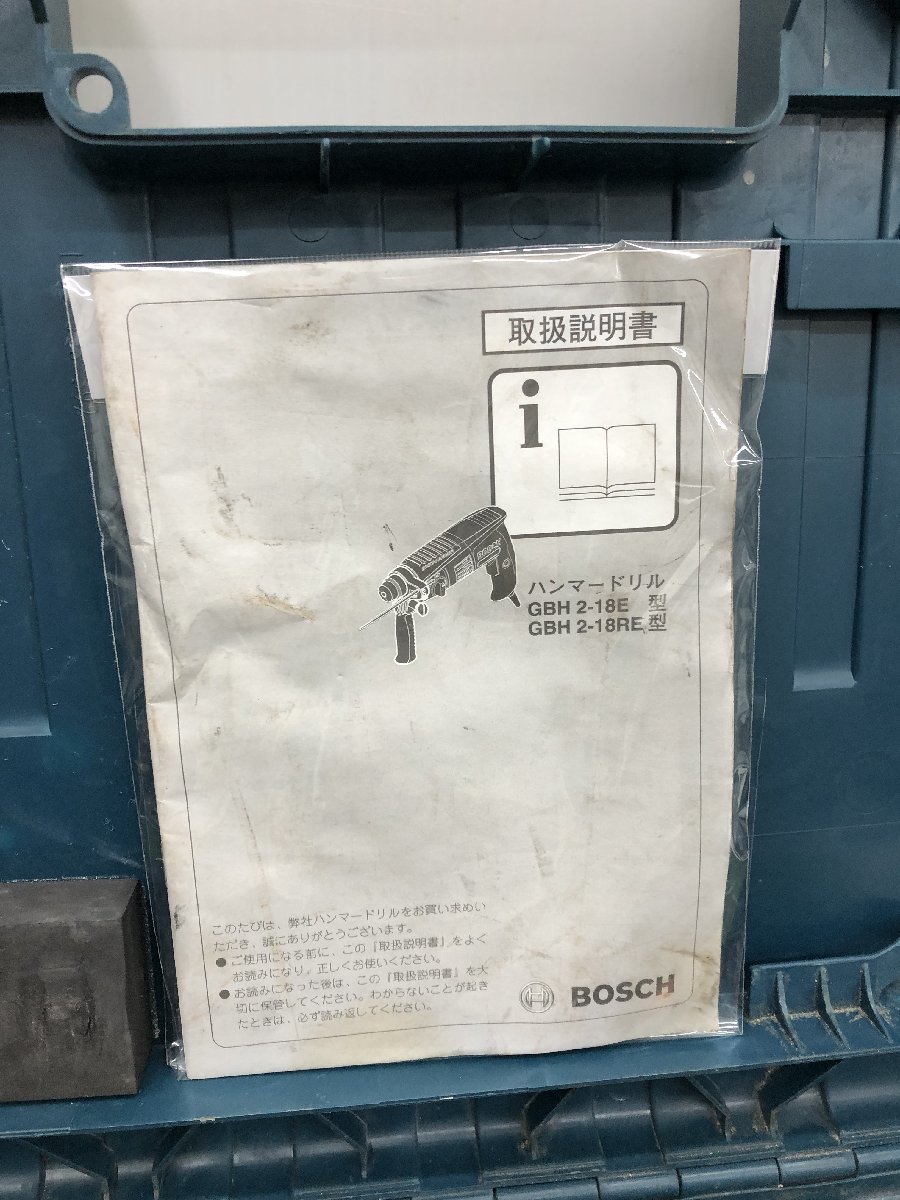 取扱説明書
i
BOSCH
ハンマードリル
GBH 2-18E 型
GBH 2-18RE 型
このたびは、弊社ハンマードリルをお買い求めい
ただき、誠にありがとうございます。
● ご使用になる前に、この『取扱説明書』をよく
お読みになり、正しくお使いください。
● お読みになった後は、この『取扱説明書』を大
切に保管してください。わからないことが起き
たときは、必ず読み返してください。
BOSCH